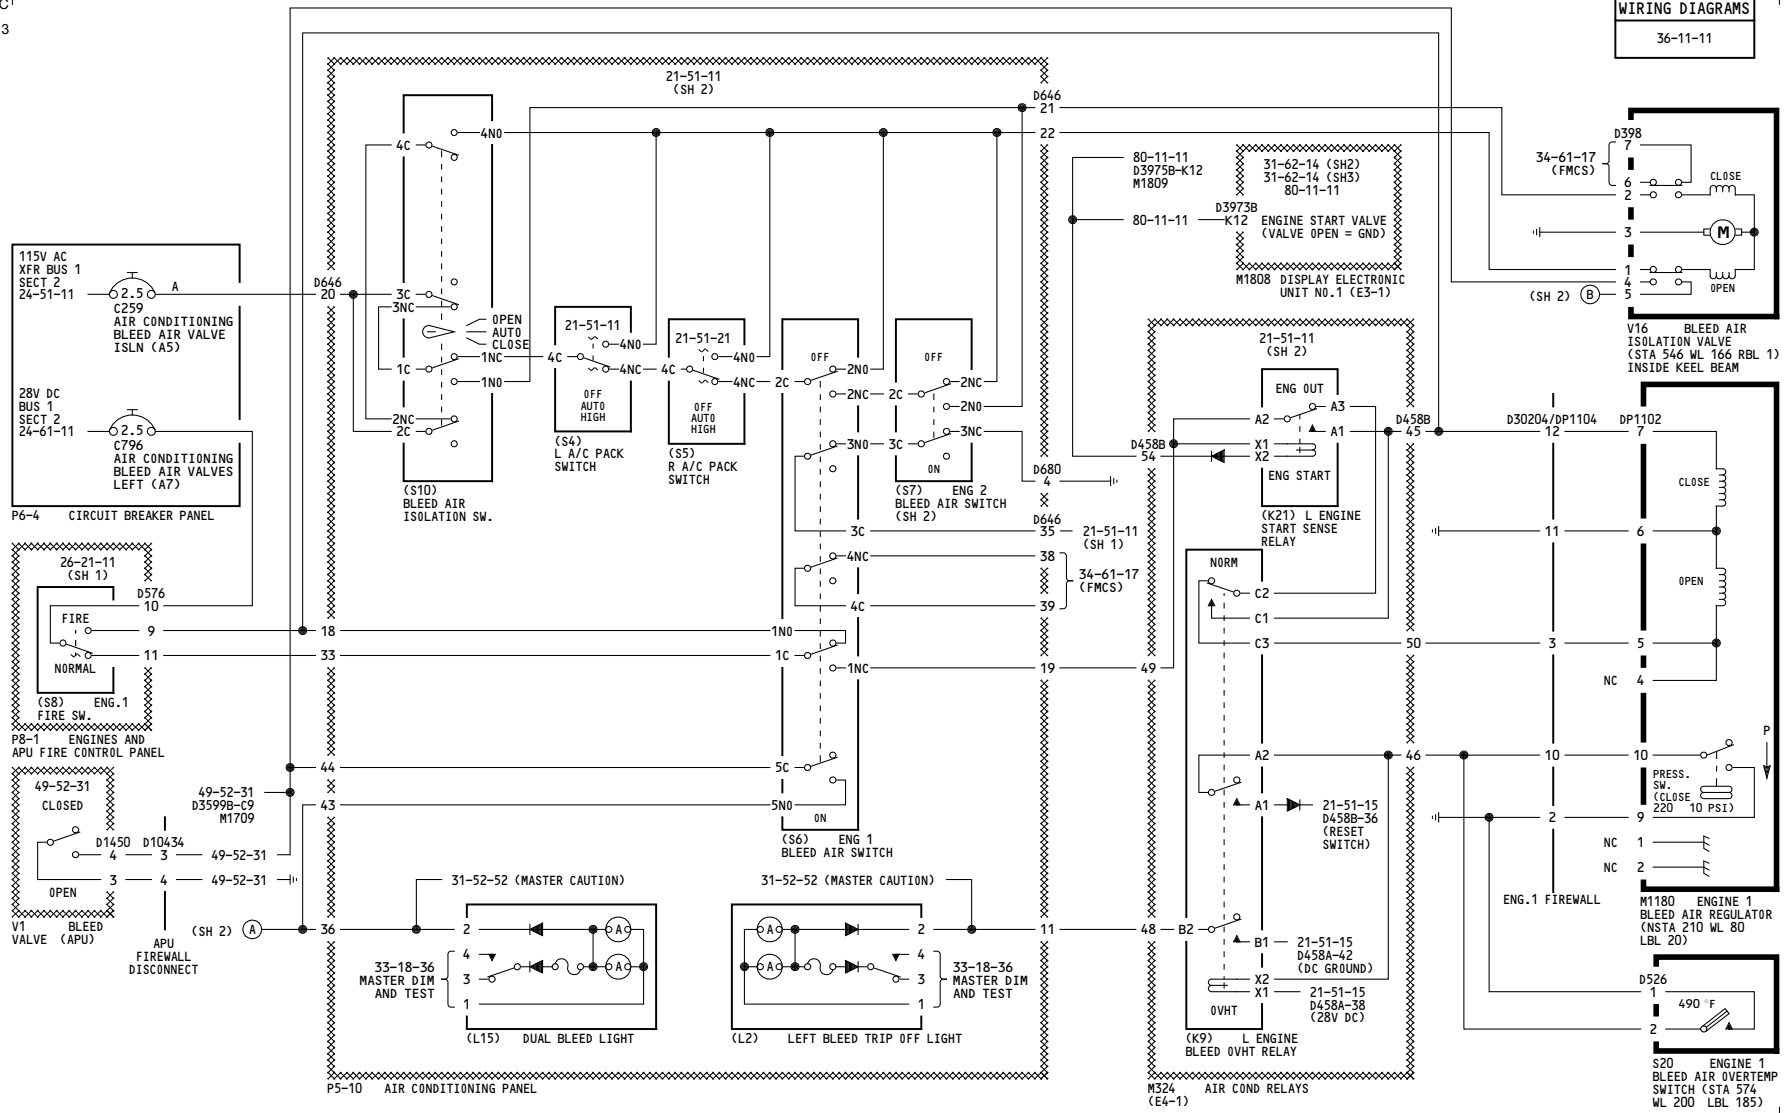 C
3
WIRING DIAGRAMS
36-11-11
115V AC
XFR BUS 1
SECT 2
24-51-11
2.5
A
C259
AIR CONDITIONING
BLEED AIR VALVE
ISLN (A5)
28V DC
BUS 1
SECT 2
24-61-11
2.5
C796
AIR CONDITIONING
BLEED AIR VALVES
LEFT (A7)
P6-4 CIRCUIT BREAKER PANEL
26-21-11
(SH 1)
D576
10
FIRE
9
11
NORMAL
(S8) ENG.1
FIRE SW.
P8-1 ENGINES AND
APU FIRE CONTROL PANEL
49-52-31
CLOSED
D1450
4
3
OPEN
V1 BLEED
VALVE (APU)
D10434
3
4
49-52-31
49-52-31
APU
FIREWALL
DISCONNECT
49-52-31
D3599B-C9
M1709
(SH 2) A
21-51-11
(SH 2)
D646
20
18
33
44
43
36
4C
4NO
3C
3NC
OPEN
AUTO
CLOSE
1C
1NC
1NO
2NC
2C
(S10)
BLEED AIR
ISOLATION SW.
21-51-11
4C
4NO
4NC
OFF
AUTO
HIGH
(S4)
L A/C PACK
SWITCH
21-51-21
4C
4NO
4NC
OFF
AUTO
HIGH
(S5)
R A/C PACK
SWITCH
OFF
2C
2NO
2NC
3NO
3C
4NC
4C
1NO
1C
1NC
5C
5NO
ON
(S6) ENG 1
BLEED AIR SWITCH
OFF
2C
2NC
2NO
3C
3NC
ON
(S7) ENG 2
BLEED AIR SWITCH
(SH 2)
D646
21
22
D680
4
D646
35
21-51-11
(SH 1)
38
39
34-61-17
(FMCS)
19
11
31-52-52 (MASTER CAUTION)
2
A
4
3
1
A
33-18-36
MASTER DIM
AND TEST
(L15) DUAL BLEED LIGHT
31-52-52 (MASTER CAUTION)
A
2
A
4
3
1
33-18-36
MASTER DIM
AND TEST
(L2) LEFT BLEED TRIP OFF LIGHT
P5-10 AIR CONDITIONING PANEL
80-11-11
D3975B-K12
M1809
80-11-11
D3973B
K12
31-62-14 (SH2)
31-62-14 (SH3)
80-11-11
ENGINE START VALVE
(VALVE OPEN = GND)
M1808 DISPLAY ELECTRONIC
UNIT NO.1 (E3-1)
21-51-11
(SH 2)
D458B
54
49
48
ENG OUT
A2
A3
A1
X1
X2
ENG START
(K21) L ENGINE
START SENSE
RELAY
NORM
C2
C1
C3
A2
A1
21-51-15
D458B-36
(RESET
SWITCH)
B2
B1
21-51-15
D458A-42
(DC GROUND)
X2
X1
21-51-15
D458A-38
(28V DC)
OVHT
(K9) L ENGINE
BLEED OVHT RELAY
M324 AIR COND RELAYS
(E4-1)
D458B
45
50
46
D30204/DP1104
12
11
3
10
2
ENG.1 FIREWALL
D398
7
34-61-17
(FMCS)
6
2
CLOSE
3
M
1
4
5
OPEN
(SH 2) B
V16 BLEED AIR
ISOLATION VALVE
(STA 546 WL 166 RBL 1)
INSIDE KEEL BEAM
DP1102
7
CLOSE
6
OPEN
5
NC 4
10
P
PRESS.
SW.
(CLOSE
220 10 PSI)
9
NC 1
NC 2
M1180 ENGINE 1
BLEED AIR REGULATOR
(NSTA 210 WL 80
LBL 20)
D526
1
490 °F
2
S20 ENGINE 1
BLEED AIR OVERTEMP
SWITCH (STA 574
WL 200 LBL 185)